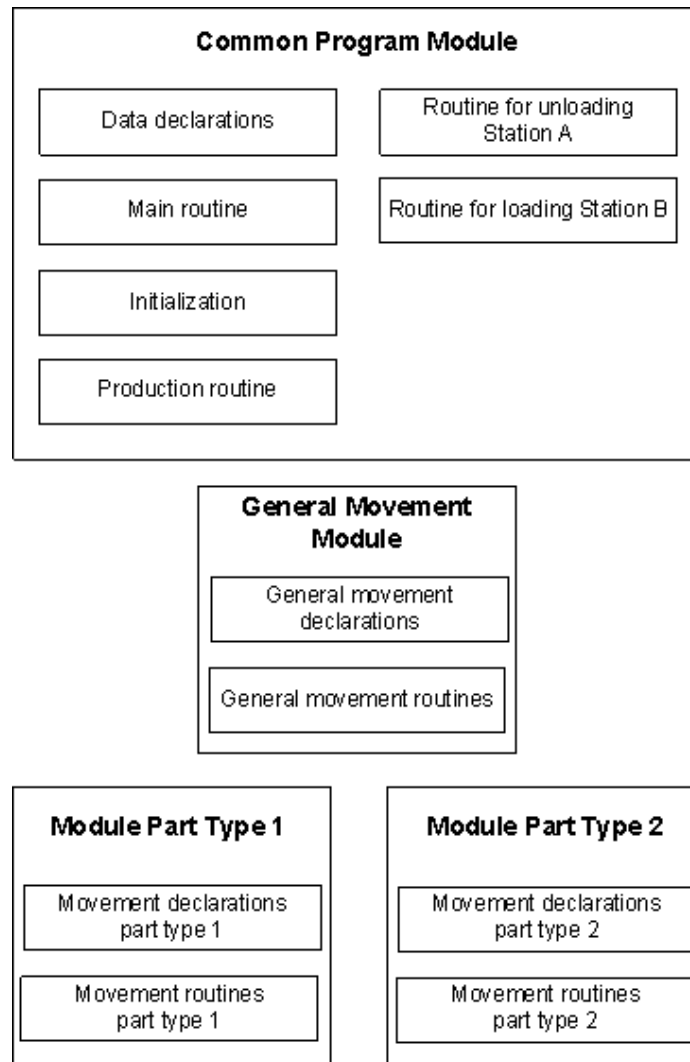 Common Program Module
Data declarations
Main routine
Initialization
Production routine
Routine for unloading
Station A
Routine for loading Station B
General Movement
Module
General movement
declarations
General movement routines
Module Part Type 1
Movement declarations
part type 1
Movement routines
part type 1
Module Part Type 2
Movement declarations
part type 2
Movement routines
part type 2